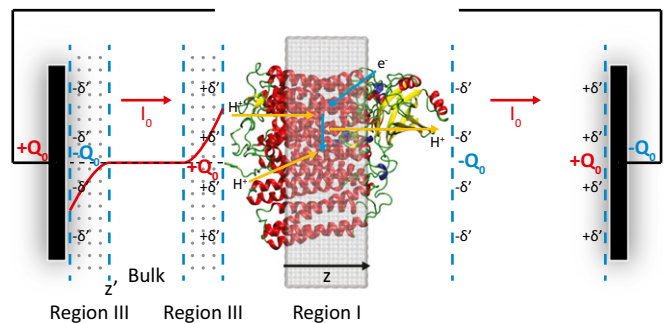 -δ’ +δ’ e- -δ’ +δ’
I0 I0
H+
-δ’ +δ’ -δ’ +δ’
H+
+Q0 -Q0 +Q0 -Q0 +Q0 -Q0
H+
-δ’ +δ’ -δ’ +δ’
-δ’ +δ’ -δ’ +δ’
z
z’ Bulk
Region III Region III Region I